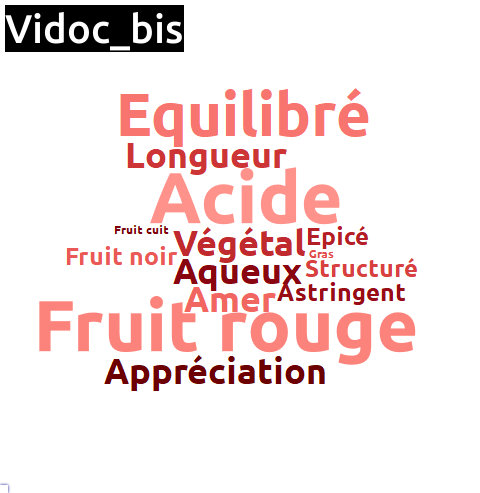 Vidoc_bis
Equilibré
Longueur
Acide
Fruit cuit
Végétal
Epicé
Fruit noir
Gras
Aqueux
Structuré
Amer
Astringent
Fruit rouge
Appréciation